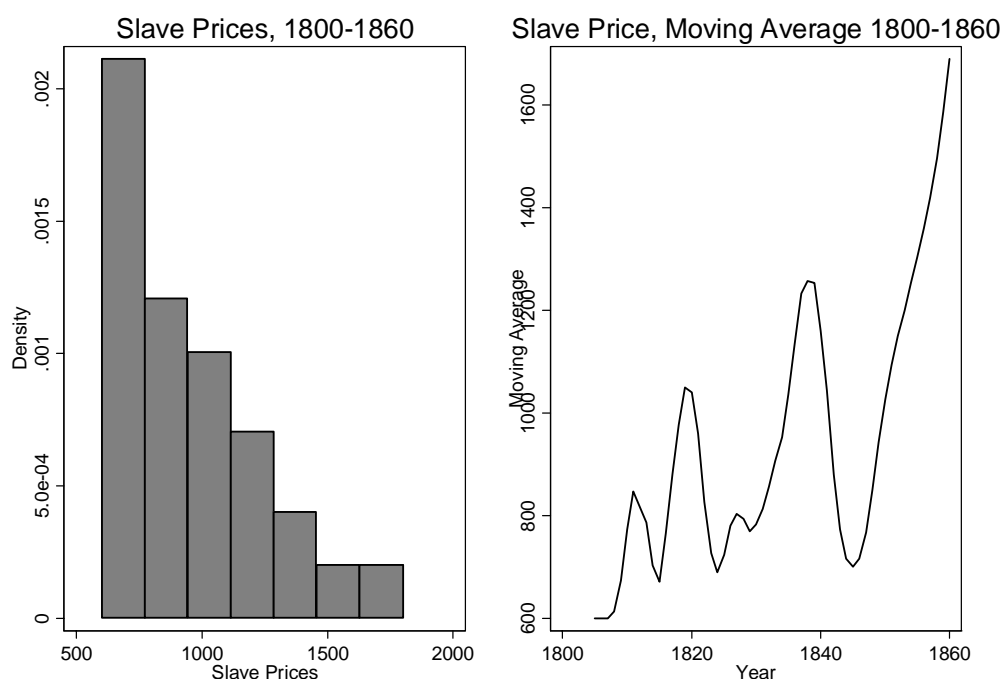 Slave Prices, 1800-1860
Density
.002
.0015
.001
5.0e-04
0
500 1000 1500 2000
Slave Prices
Slave Price, Moving Average 1800-1860
Moving Average
1600
1400
1200
1000
800
600
1800 1820 1840 1860
Year